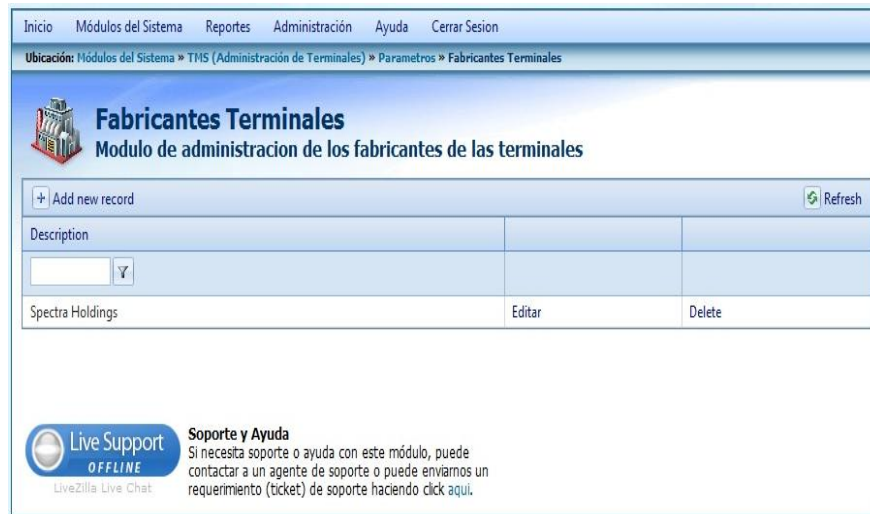 Inicio Módulos del Sistema Reportes Administración Ayuda Cerrar Sesion
Ubicación: Módulos del Sistema » TMS (Administración de Terminales) » Parametros » Fabricantes Terminales
Fabricantes Terminales
Modulo de administracion de los fabricantes de las terminales
+ Add new record Refresh
Description
Spectra Holdings Editar Delete
Live Support
OFFLINE
LiveZilla Live Chat
Soporte y Ayuda
Si necesita soporte o ayuda con este módulo, puede
contactar a un agente de soporte o puede enviarnos un
requerimiento (ticket) de soporte haciendo click aqui.